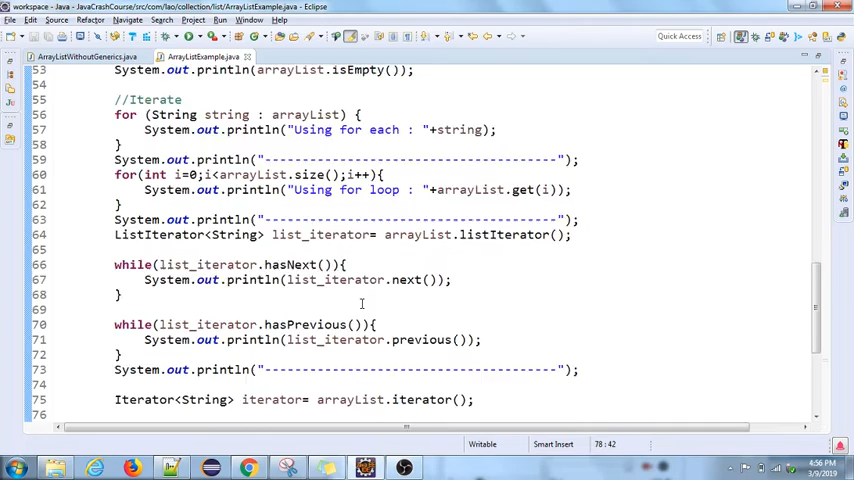 workspace - Java - JavaCrashCourse/src/com/lao/collection/list/ArrayListExample.java - Eclipse
File Edit Source Refactor Navigate Search Project Run Window Help
Quick Access
ArrayListWithoutGenerics.java ArrayListExample.java
53 System.out.println(arrayList.isEmpty());
54
55 //Iterate
56 for (String string : arrayList) {
57 System.out.println("Using for each : "+string);
58 }
59 System.out.println("---------------------------------------");
60 for(int i=0;i<arrayList.size();i++){
61 System.out.println("Using for loop : "+arrayList.get(i));
62 }
63 System.out.println("---------------------------------------");
64 ListIterator<String> list_iterator= arrayList.listIterator();
65
66 while(list_iterator.hasNext()){
67 System.out.println(list_iterator.next());
68 }
69
70 while(list_iterator.hasPrevious()){
71 System.out.println(list_iterator.previous());
72 }
73 System.out.println("---------------------------------------");
74
75 Iterator<String> iterator= arrayList.iterator();
76
Writable Smart Insert 78 : 42
4:56 PM
3/9/2019